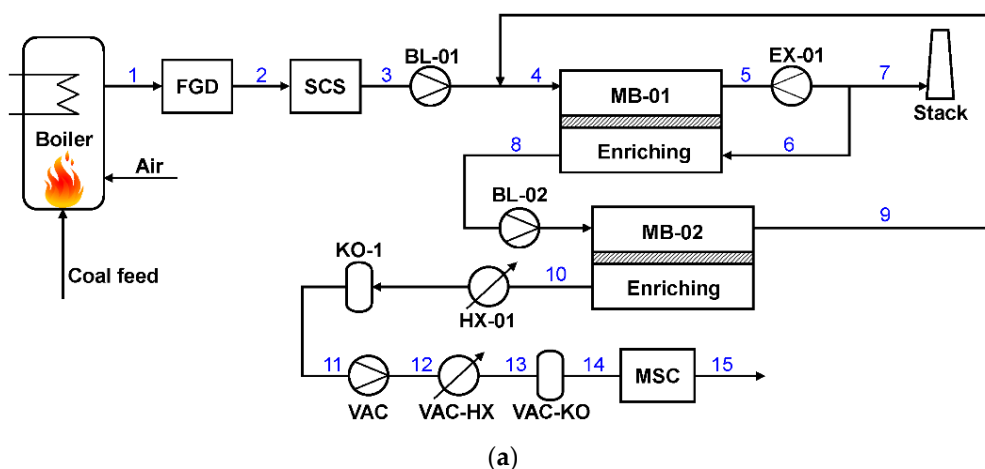 BL-01
EX-01
1
2
3
4
5
7
FGD
SCS
MB-01
Stack
Boiler
8
Enriching
6
Air
BL-02
9
KO-1
MB-02
Coal feed
10
Enriching
HX-01
11
12
13
14
MSC
15
VAC
VAC-HX
VAC-KO
(a)